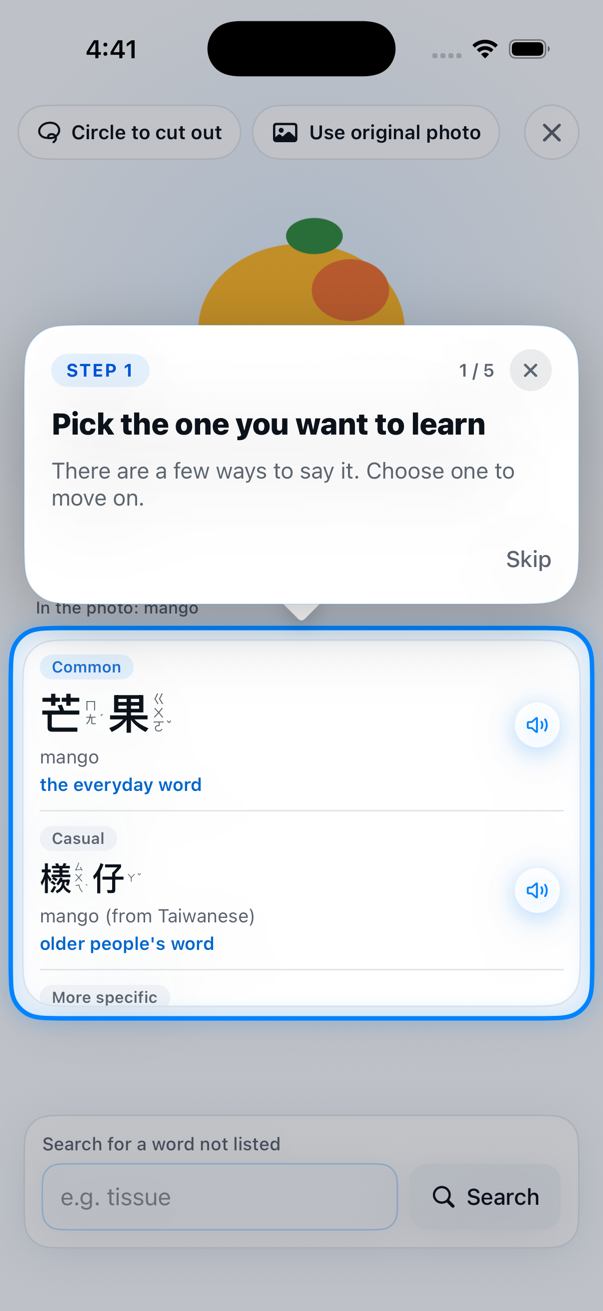 4:41
Circle to cut out
Use original photo
STEP 1
1 / 5
Pick the one you want to learn
There are a few ways to say it. Choose one to
move on.
Skip
In the photo: mango
Common
芒ㄇㄤˊ果ㄍㄨㄛˇ
mango
the everyday word
Casual
檨ㄙㄨㄟˋ仔ㄚˇ
mango (from Taiwanese)
older people's word
More specific
Search for a word not listed
e.g. tissue
Search